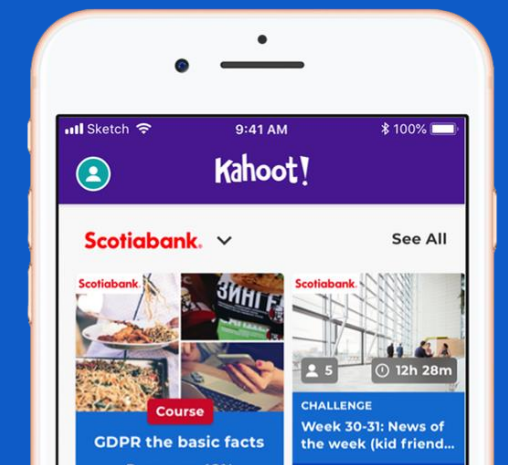 Sketch
9:41 AM
100%
Kahoot!
Scotiabank.
See All
Scotiabank.
Scotiabank.
5
12h 28m
Course
CHALLENGE
GDPR the basic facts
Week 30-31: News of
the week (kid friend...